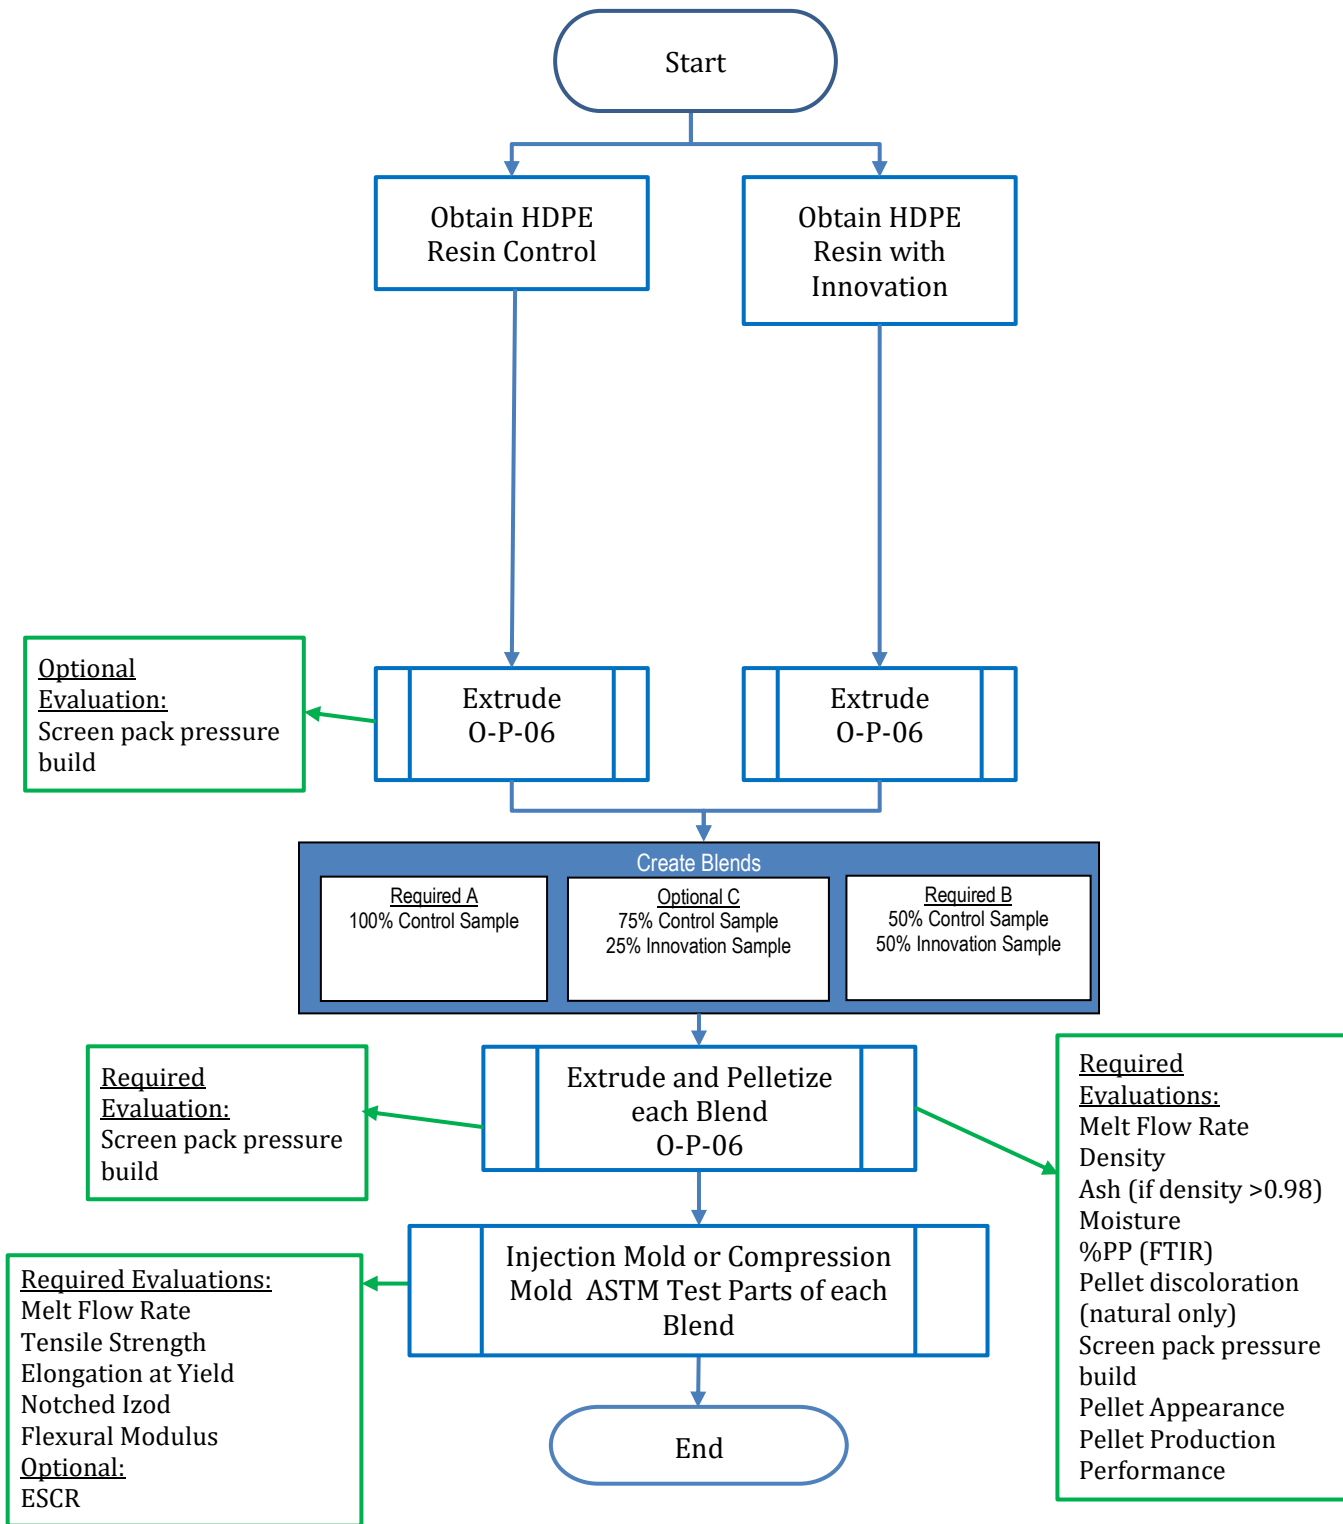 Start
Obtain HDPE
Resin Control
Obtain HDPE
Resin with
Innovation
Optional
Evaluation:
Screen pack pressure
build
Extrude
O-P-06
Extrude
O-P-06
Create Blends
Required A
100% Control Sample
Optional C
75% Control Sample
25% Innovation Sample
Required B
50% Control Sample
50% Innovation Sample
Required
Evaluation:
Screen pack pressure
build
Extrude and Pelletize
each Blend
O-P-06
Required
Evaluations:
Melt Flow Rate
Density
Ash (if density >0.98)
Moisture
%PP (FTIR)
Pellet discoloration
(natural only)
Screen pack pressure
build
Pellet Appearance
Pellet Production
Performance
Injection Mold or Compression
Mold  ASTM Test Parts of each
Blend
Required Evaluations:
Melt Flow Rate
Tensile Strength
Elongation at Yield
Notched Izod
Flexural Modulus
Optional:
ESCR
End